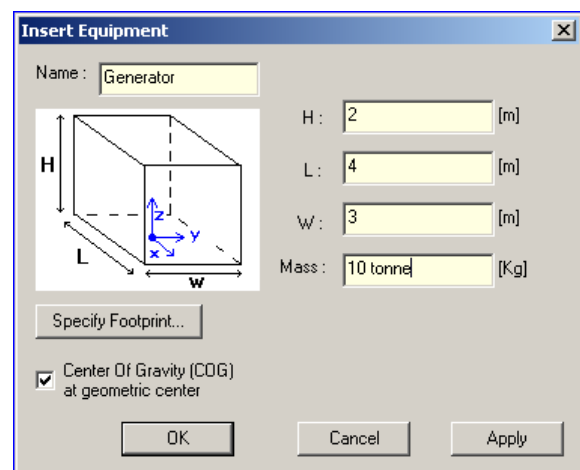 Insert Equipment
Name : Generator
H : 2 [m]
L : 4 [m]
W : 3 [m]
Mass : 10 tonne [Kg]
H
L
W
z
y
x
Specify Footprint...
Center Of Gravity (COG)
at geometric center
OK Cancel Apply